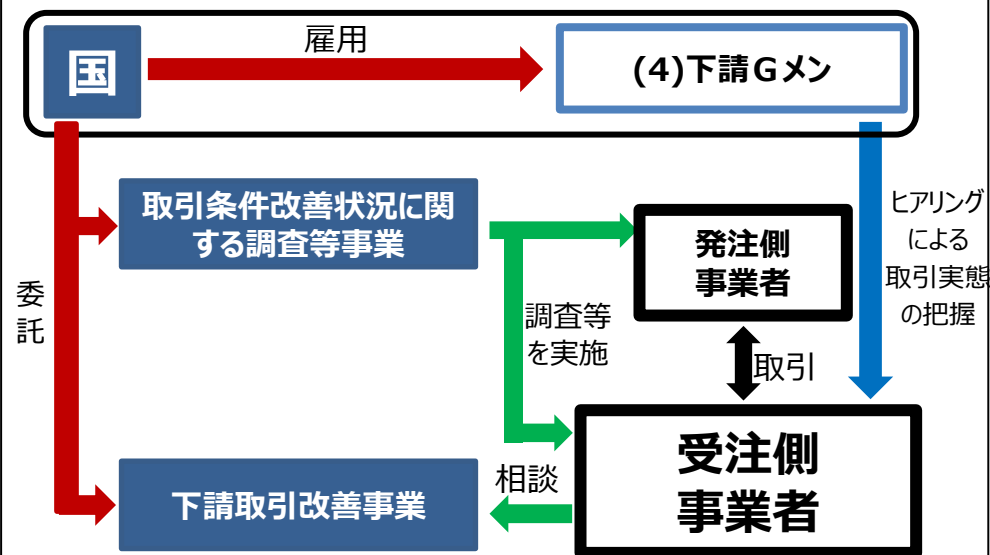 国
雇用
(4)下請Gメン
取引条件改善状況に関
する調査等事業
発注側
事業者
ヒアリング
による
取引実態
の把握
委
託
調査等
を実施
取引
受注側
事業者
相談
下請取引改善事業